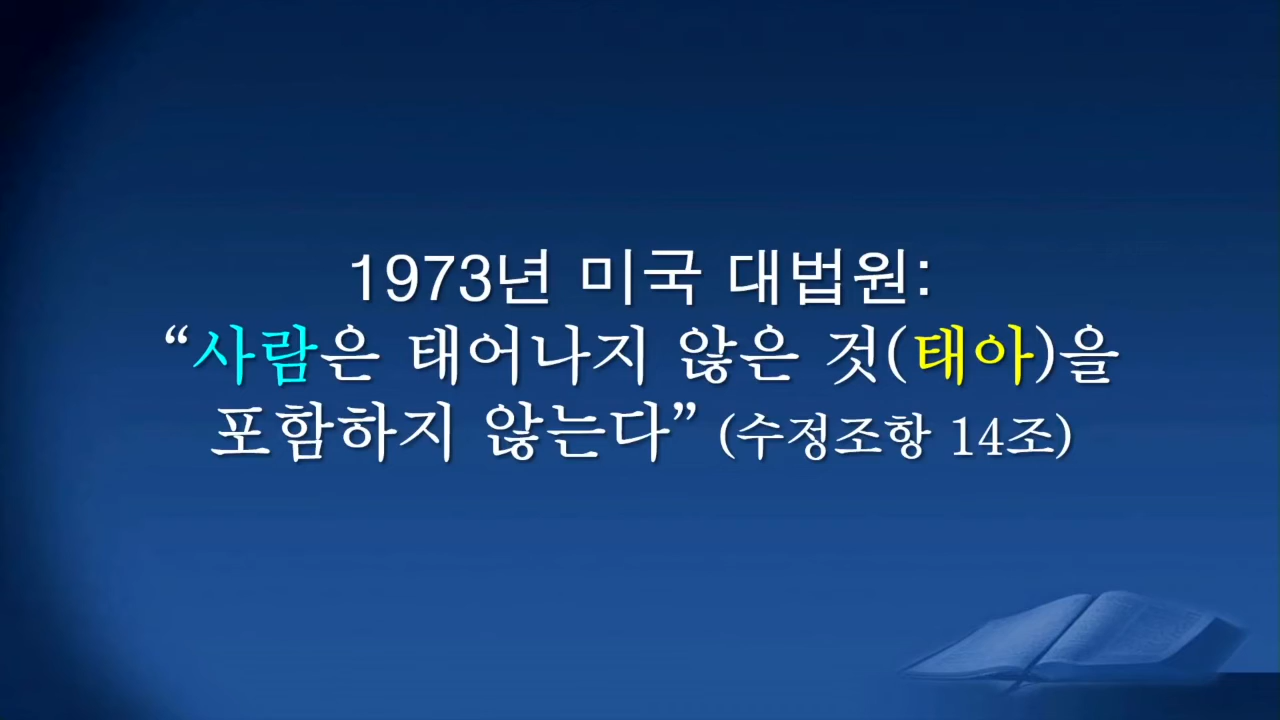 1973년 미국 대법원:
“사람은 태어나지 않은 것(태아)을
포함하지 않는다” (수정조항 14조)